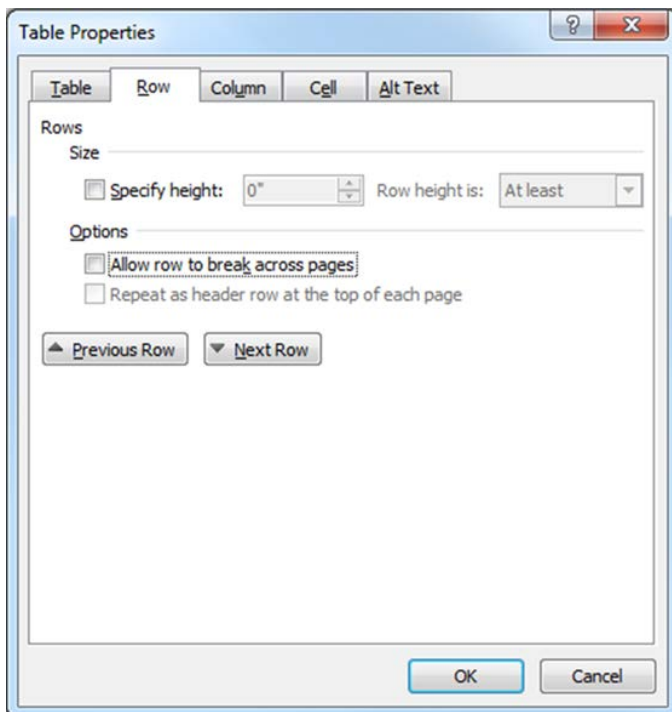 Table Properties
Table Row Column Cell Alt Text
Rows
Size
Specify height: 0" Row height is: At least
Options
Allow row to break across pages
Repeat as header row at the top of each page
Previous Row Next Row
OK Cancel